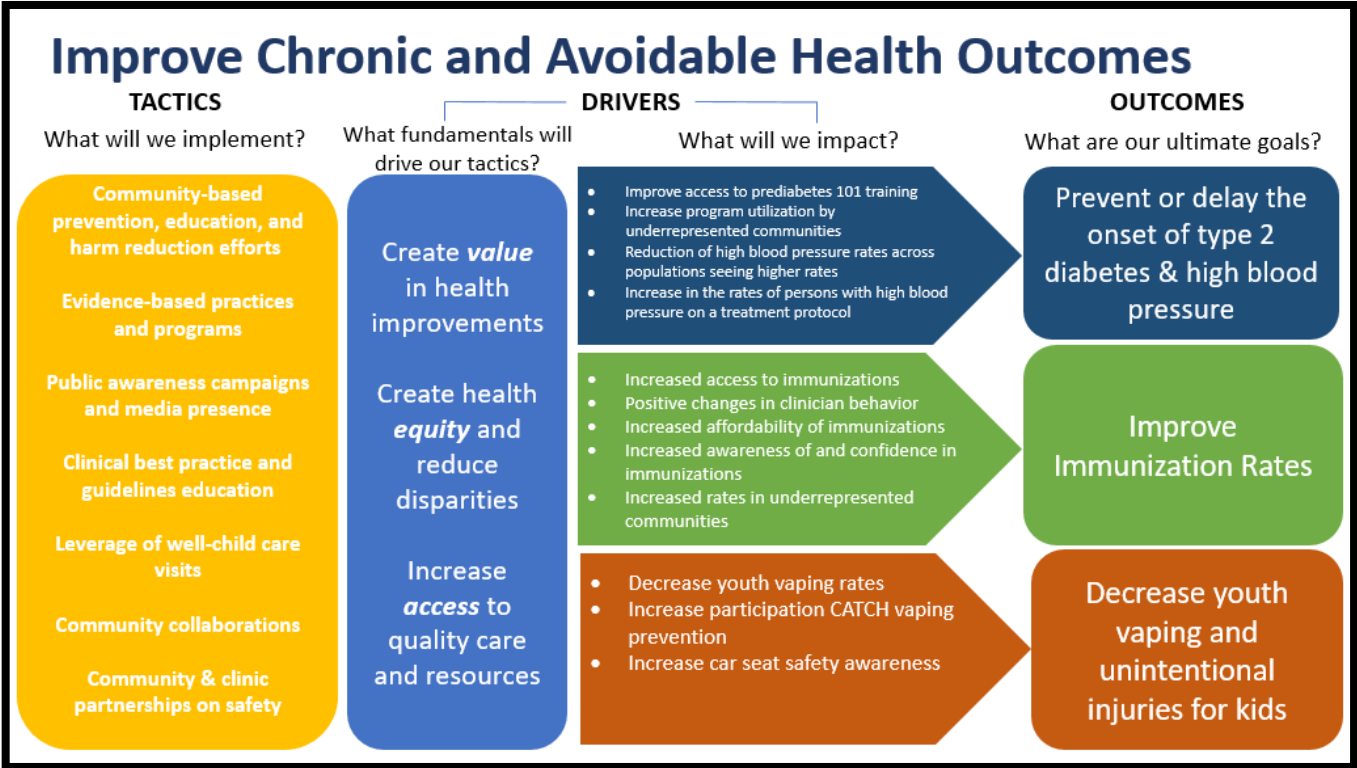 Improve Chronic and Avoidable Health Outcomes
TACTICS
What will we implement?
Community-based
prevention, education, and
harm reduction efforts
Evidence-based practices
and programs
Public awareness campaigns
and media presence
Clinical best practice and
guidelines education
Leverage of well-child care
visits
Community collaborations
Community & clinic
partnerships on safety
DRIVERS
What fundamentals will
drive our tactics?
Create value
in health
improvements
Create health
equity and
reduce
disparities
Increase
access to
quality care
and resources
What will we impact?
• Improve access to prediabetes 101 training
• Increase program utilization by
underrepresented communities
• Reduction of high blood pressure rates across
populations seeing higher rates
• Increase in the rates of persons with high blood
pressure on a treatment protocol
• Increased access to immunizations
• Positive changes in clinician behavior
• Increased affordability of immunizations
• Increased awareness of and confidence in
immunizations
• Increased rates in underrepresented
communities
• Decrease youth vaping rates
• Increase participation CATCH vaping
prevention
• Increase car seat safety awareness
OUTCOMES
What are our ultimate goals?
Prevent or delay the
onset of type 2
diabetes & high blood
pressure
Improve
Immunization Rates
Decrease youth
vaping and
unintentional
injuries for kids